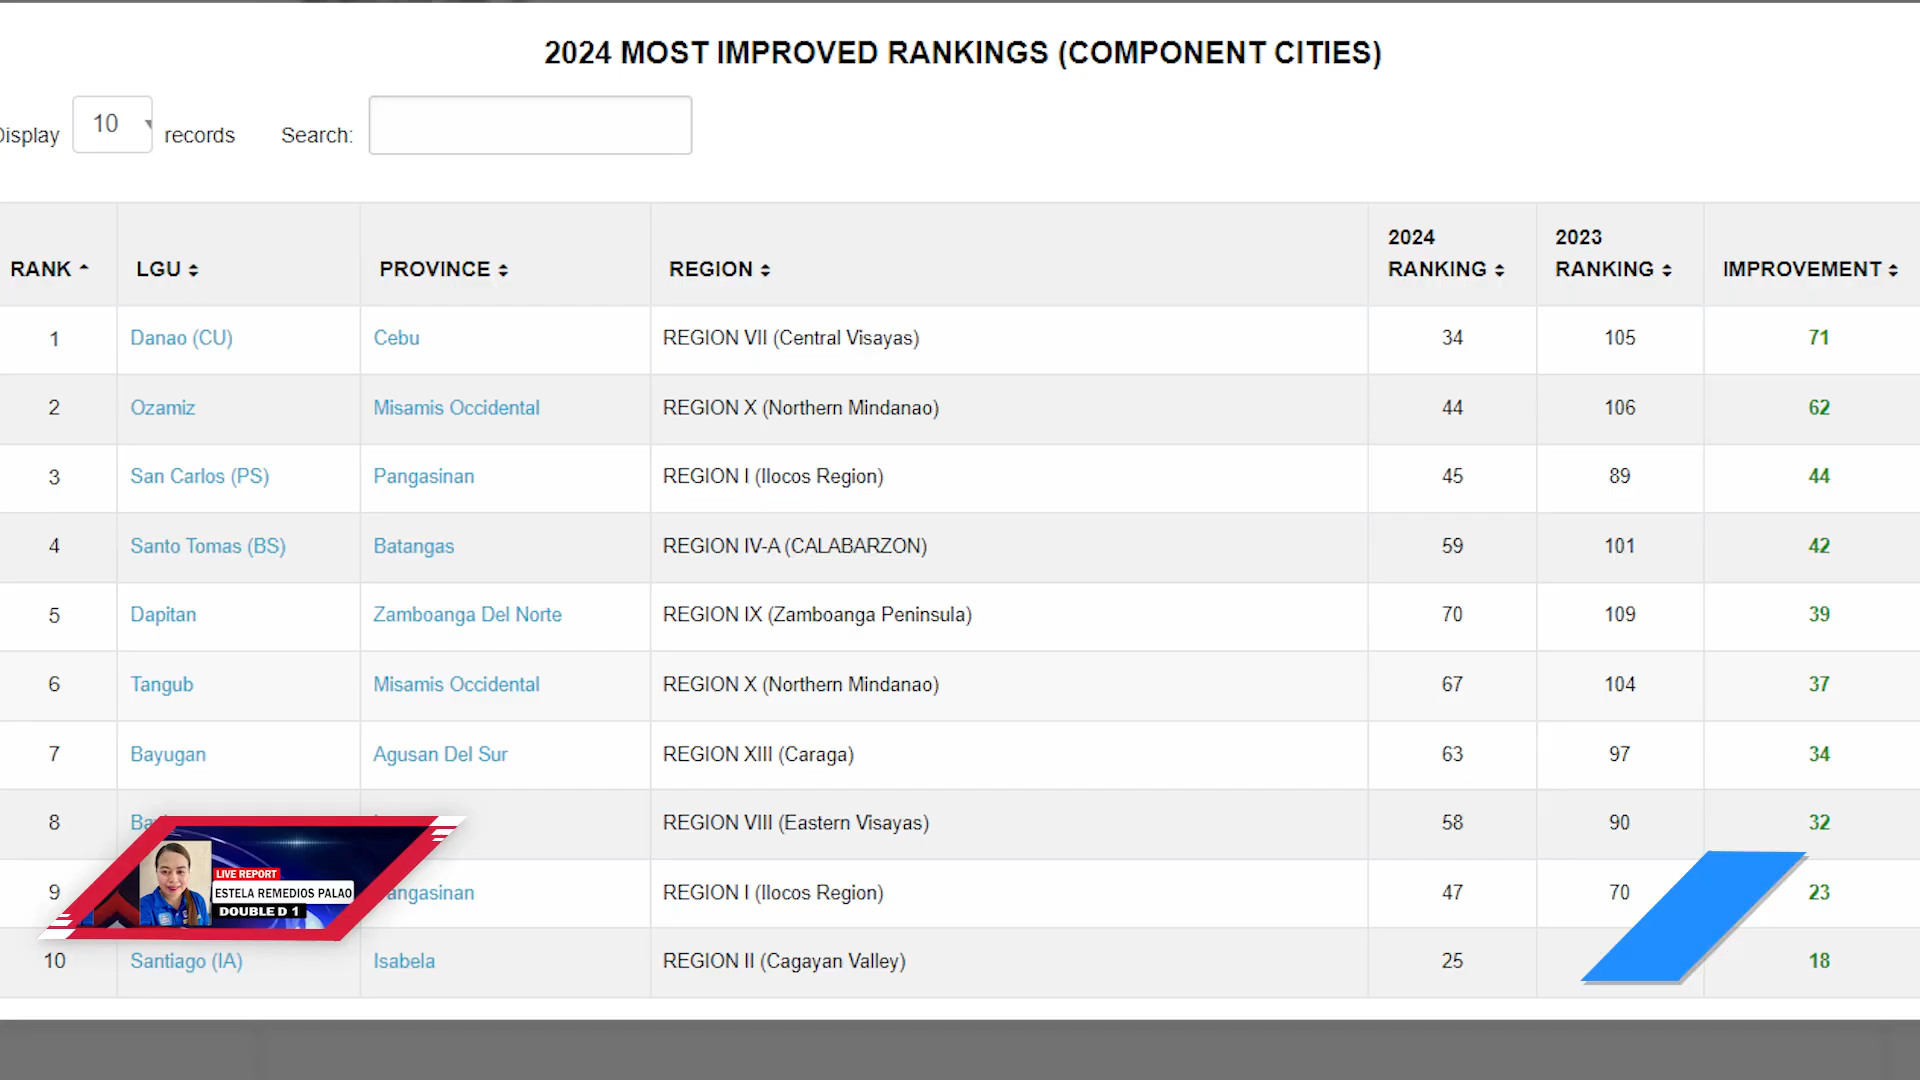 2024 MOST IMPROVED RANKINGS (COMPONENT CITIES)
Display 10 records Search:
RANK LGU PROVINCE REGION 2024 RANKING 2023 RANKING IMPROVEMENT
1 Danao (CU) Cebu REGION VII (Central Visayas) 34 105 71
2 Ozamiz Misamis Occidental REGION X (Northern Mindanao) 44 106 62
3 San Carlos (PS) Pangasinan REGION I (Ilocos Region) 45 89 44
4 Santo Tomas (BS) Batangas REGION IV-A (CALABARZON) 59 101 42
5 Dapitan Zamboanga Del Norte REGION IX (Zamboanga Peninsula) 70 109 39
6 Tangub Misamis Occidental REGION X (Northern Mindanao) 67 104 37
7 Bayugan Agusan Del Sur REGION XIII (Caraga) 63 97 34
8 REGION VIII (Eastern Visayas) 58 90 32
9 Pangasinan REGION I (Ilocos Region) 47 70 23
10 Santiago (IA) Isabela REGION II (Cagayan Valley) 25 18
LIVE REPORT
ESTELA REMEDIOS PALAO
DOUBLE D 1